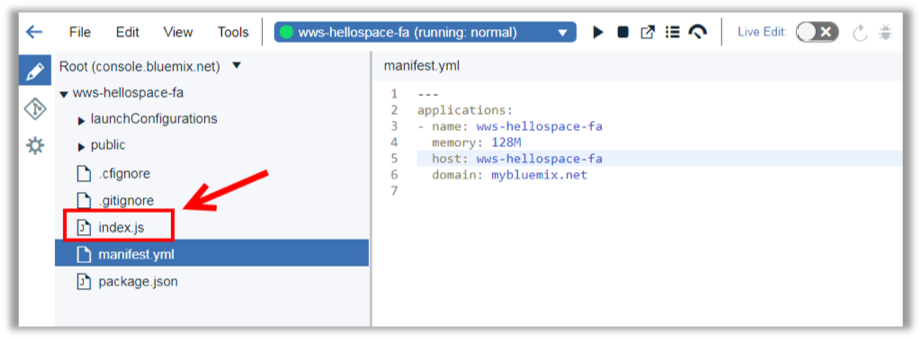 File Edit View Tools wws-hellospace-fa (running: normal) Live Edit:
Root (console.bluemix.net)
wws-hellospace-fa
launchConfigurations
public
.cfignore
.gitignore
index.js
manifest.yml
package.json
manifest.yml
1 ---
2 applications:
3 - name: wws-hellospace-fa
4 memory: 128M
5 host: wws-hellospace-fa
6 domain: mybluemix.net
7